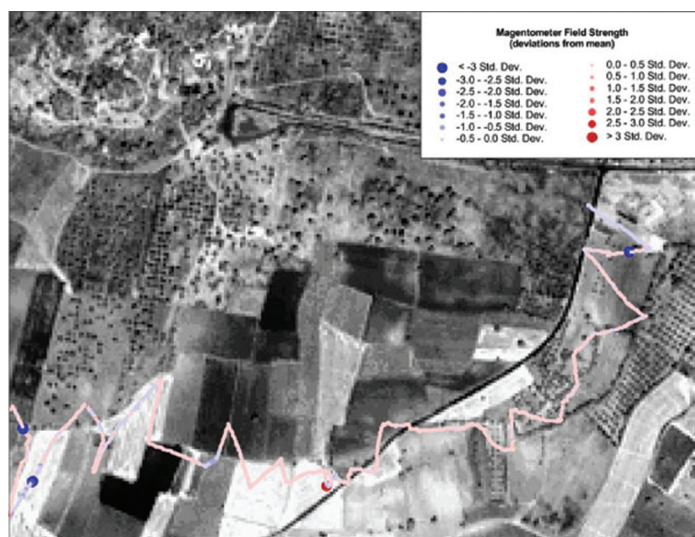 Magentometer Field Strength
(deviations from mean)
< -3 Std. Dev.
-3.0 - -2.5 Std. Dev.
-2.5 - -2.0 Std. Dev.
-2.0 - -1.5 Std. Dev.
-1.5 - -1.0 Std. Dev.
-1.0 - -0.5 Std. Dev.
-0.5 - 0.0 Std. Dev.
0.0 - 0.5 Std. Dev.
0.5 - 1.0 Std. Dev.
1.0 - 1.5 Std. Dev.
1.5 - 2.0 Std. Dev.
2.0 - 2.5 Std. Dev.
2.5 - 3.0 Std. Dev.
> 3 Std. Dev.